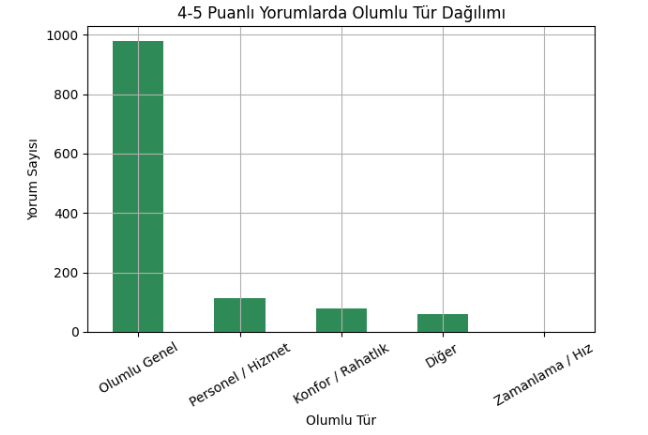 4-5 Puanlı Yorumlarda Olumlu Tür Dağılımı
Yorum Sayısı
1000
800
600
400
200
0
Olumlu Genel
Personel / Hizmet
Konfor / Rahatlık
Diğer
Zamanlama / Hız
Olumlu Tür